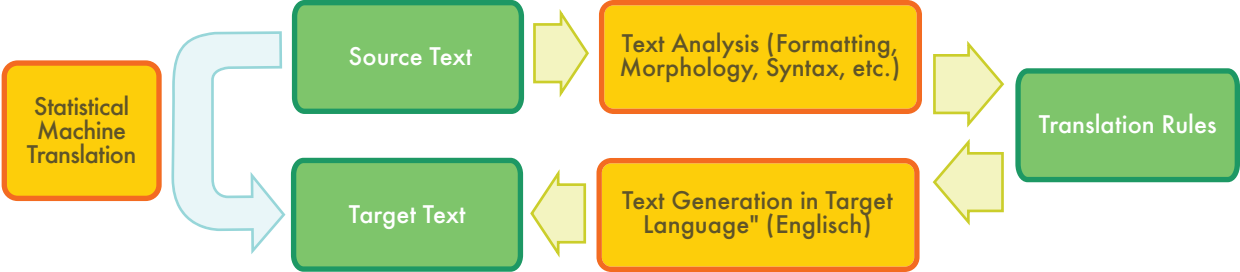 Statistical
Machine
Translation
Source Text
Text Analysis (Formatting,
Morphology, Syntax, etc.)
Translation Rules
Text Generation in Target
Language" (Englisch)
Target Text